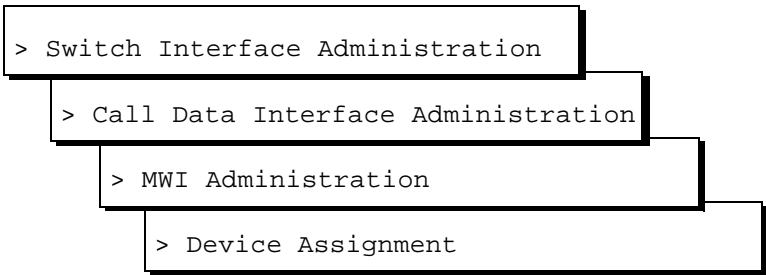 > Switch Interface Administration
> Call Data Interface Administration
> MWI Administration
> Device Assignment